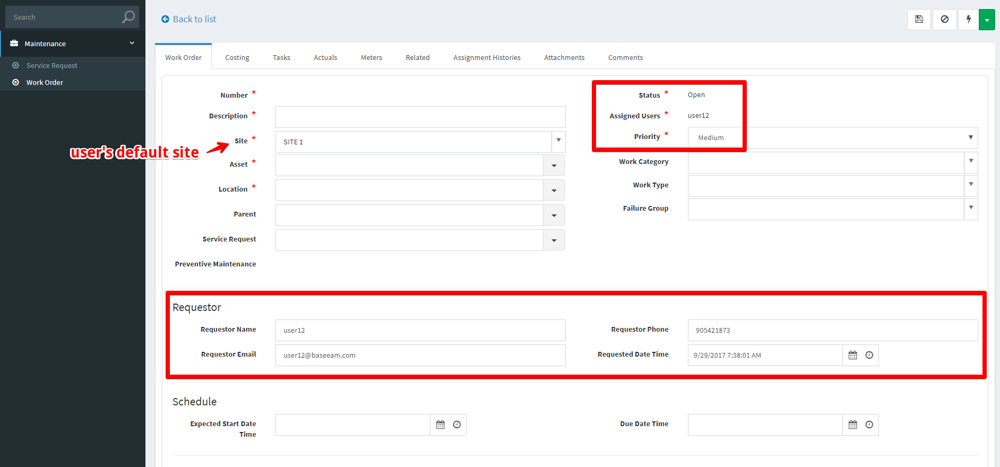 Search
Maintenance
Service Request
Work Order
Back to list
Work Order Costing Tasks Actuals Meters Related Assignment Histories Attachments Comments
Number *
Description *
Site * SITE 1
user's default site
Asset *
Location *
Parent
Service Request
Preventive Maintenance
Status * Open
Assigned Users * user12
Priority * Medium
Work Category
Work Type
Failure Group
Requestor
Requestor Name user12
Requestor Phone 905421873
Requestor Email user12@baseeam.com
Requested Date Time 9/29/2017 7:38:01 AM
Schedule
Expected Start Date
Time
Due Date Time